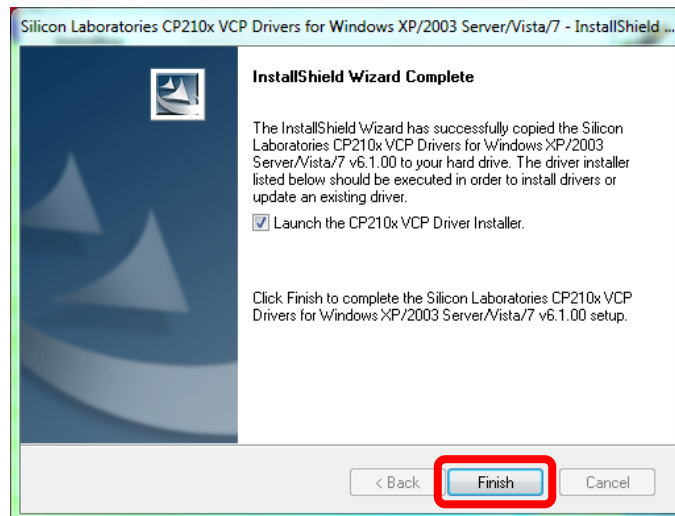 Silicon Laboratories CP210x VCP Drivers for Windows XP/2003 Server/Vista/7 - InstallShield ...
InstallShield Wizard Complete
The InstallShield Wizard has successfully copied the Silicon
Laboratories CP210x VCP Drivers for Windows XP/2003
Server/Vista/7 v6.1.00 to your hard drive. The driver installer
listed below should be executed in order to install drivers or
update an existing driver.
Launch the CP210x VCP Driver Installer.
Click Finish to complete the Silicon Laboratories CP210x VCP
Drivers for Windows XP/2003 Server/Vista/7 v6.1.00 setup.
< Back Finish Cancel